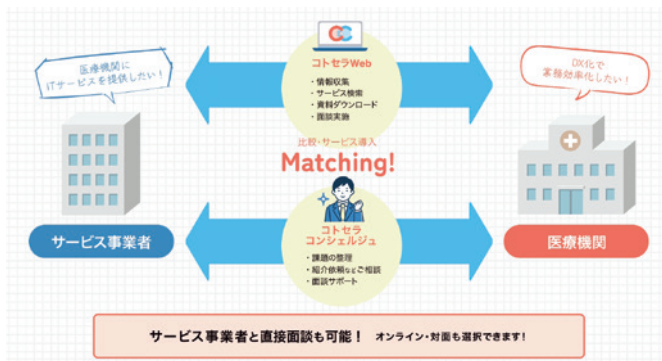 医療機関に
ITサービスを提供したい!
コトセラWeb
・情報収集
・サービス検索
・資料ダウンロード
・面談実施
DX化で
業務効率化したい!
比較・サービス導入
Matching!
サービス事業者
コトセラ
コンシェルジュ
・課題の整理
・紹介依頼などご相談
・面談サポート
医療機関
サービス事業者と直接面談も可能! オンライン・対面も選択できます!